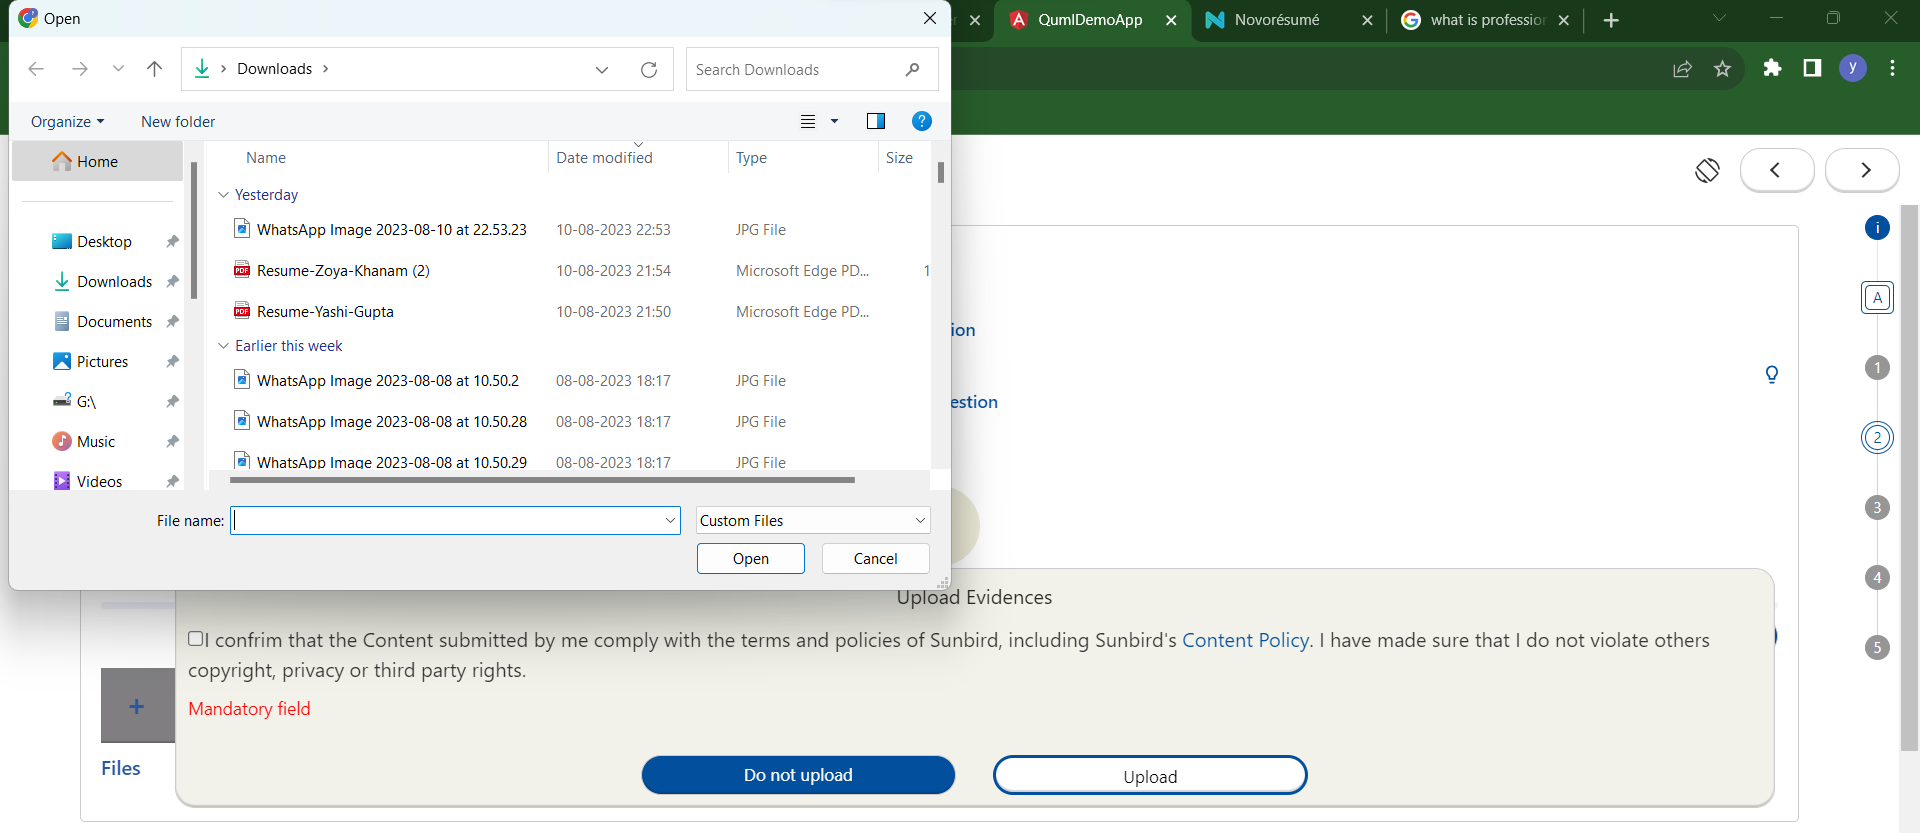 Open
QumlDemoApp
Novorésumé
what is profession
y
Downloads
Search Downloads
Organize
New folder
?
Home
Desktop
Downloads
Documents
Pictures
G:\
Music
Videos
Name Date modified Type Size
Yesterday
WhatsApp Image 2023-08-10 at 22.53.23 10-08-2023 22:53 JPG File
Resume-Zoya-Khanam (2) 10-08-2023 21:54 Microsoft Edge PD... 1
Resume-Yashi-Gupta 10-08-2023 21:50 Microsoft Edge PD...
Earlier this week
WhatsApp Image 2023-08-08 at 10.50.2 08-08-2023 18:17 JPG File
WhatsApp Image 2023-08-08 at 10.50.28 08-08-2023 18:17 JPG File
WhatsApp Image 2023-08-08 at 10.50.29 08-08-2023 18:17 JPG File
File name:
Custom Files
Open
Cancel
ion
estion
i
A
1
2
3
4
5
Upload Evidences
I confrim that the Content submitted by me comply with the terms and policies of Sunbird, including Sunbird's Content Policy. I have made sure that I do not violate others
copyright, privacy or third party rights.
Mandatory field
Do not upload
Upload
+
Files